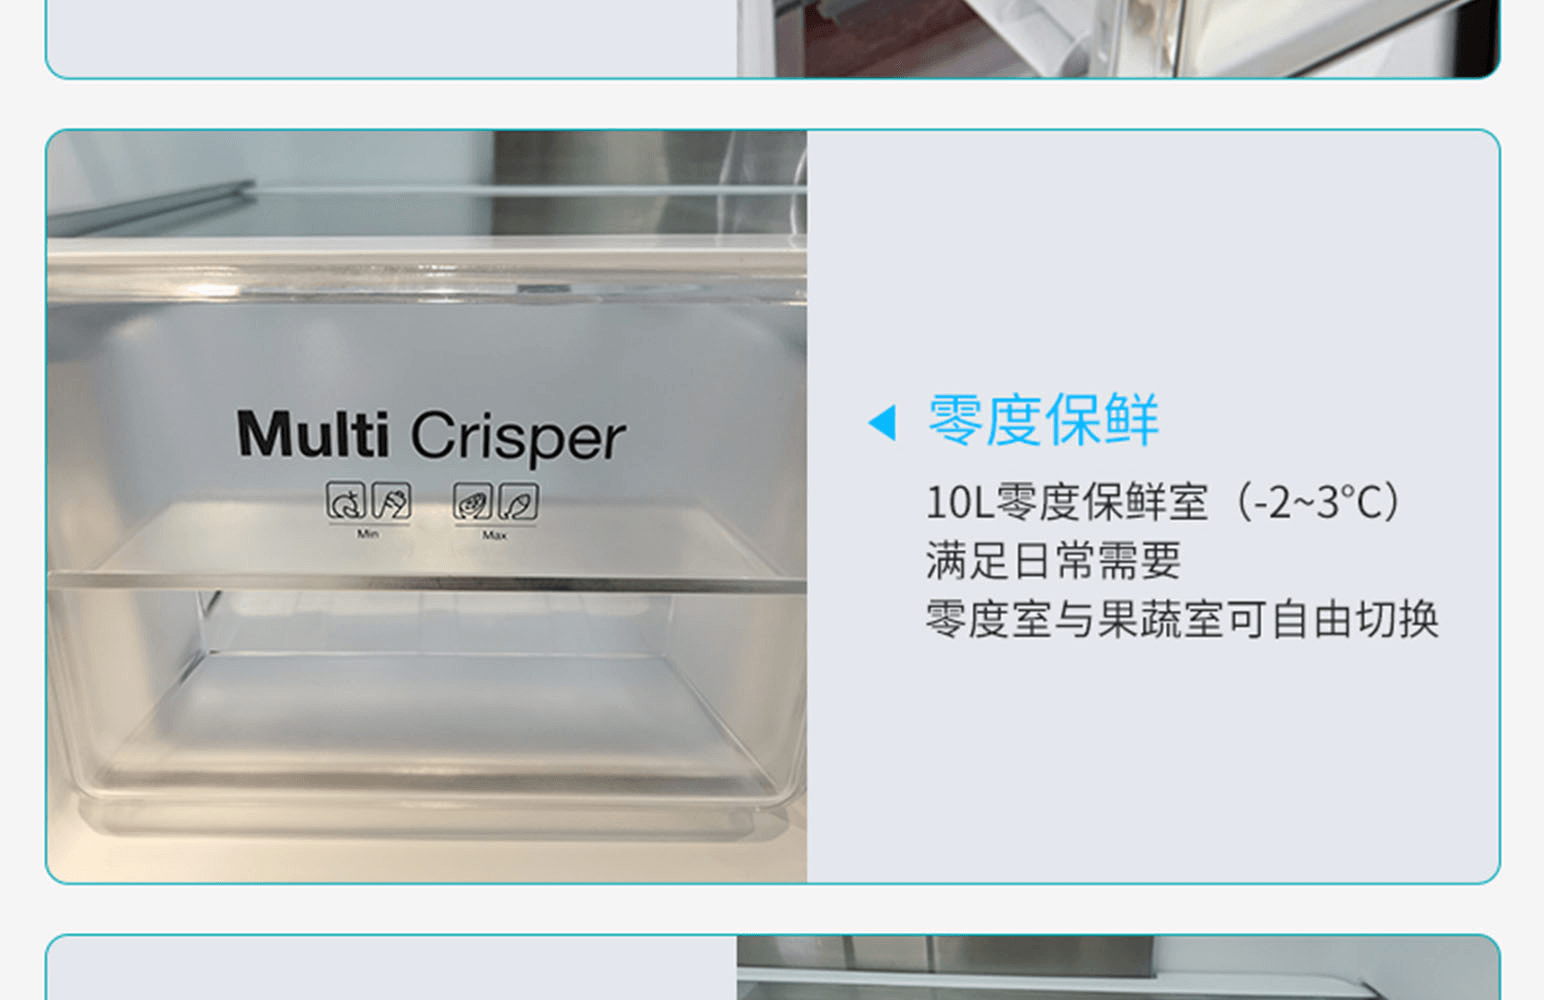 Multi Crisper
Min Max
零度保鲜
10L零度保鲜室（-2~3°C）
满足日常需要
零度室与果蔬室可自由切换